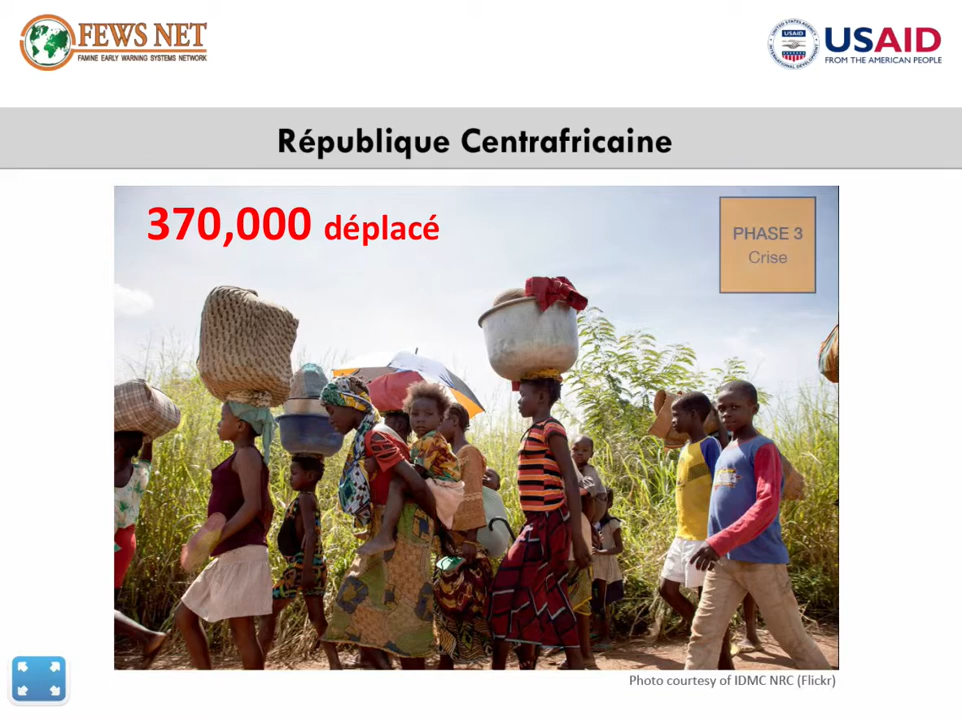 FEWS NET
FAMINE EARLY WARNING SYSTEMS NETWORK
USAID
USAID
FROM THE AMERICAN PEOPLE
République Centrafricaine
370,000 déplacé
PHASE 3
Crise
Photo courtesy of IDMC NRC (Flickr)